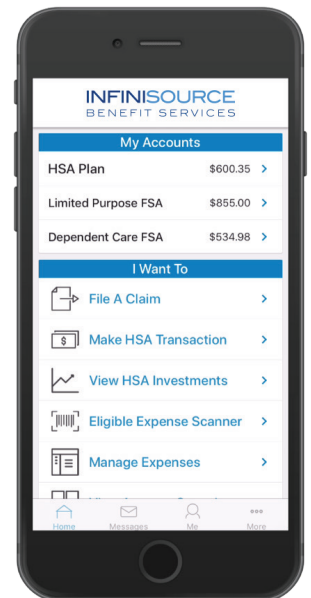 INFINISOURCE
BENEFIT SERVICES
My Accounts
HSA Plan $600.35
Limited Purpose FSA $855.00
Dependent Care FSA $534.98
I Want To
File A Claim
$ Make HSA Transaction
View HSA Investments
Eligible Expense Scanner
Manage Expenses
Home Messages Me More